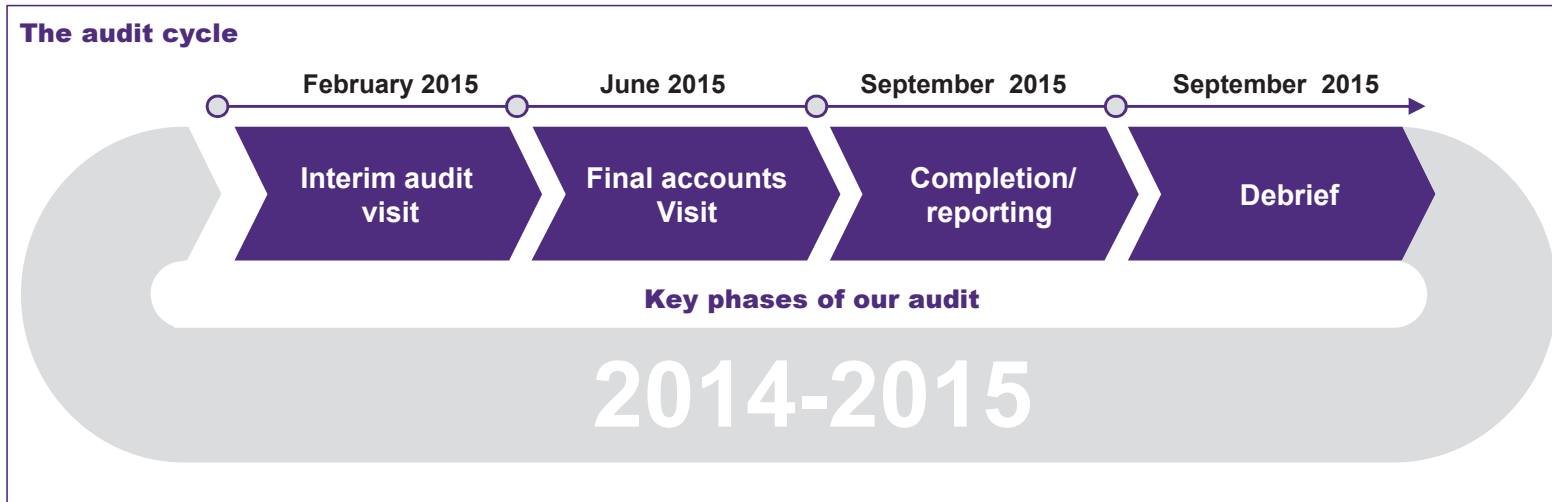 The audit cycle
February 2015
June 2015
September 2015
September 2015
Interim audit
visit
Final accounts
Visit
Completion/
reporting
Debrief
Key phases of our audit
2014-2015